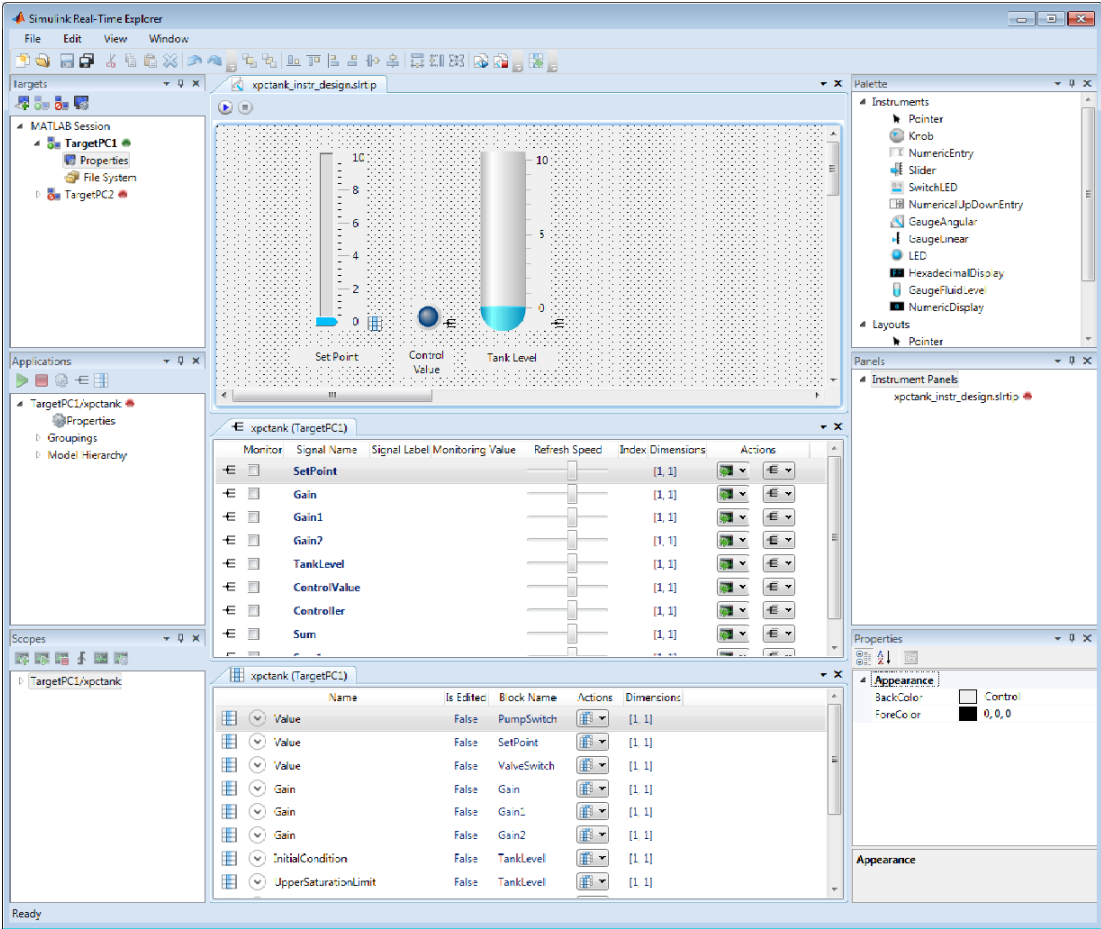 Simulink Real-Time Explorer
File Edit View Window
Targets
MATLAB Session
TargetPC1
Properties
File System
TargetPC2
Applications
TargetPC1/xpctank
Properties
Groupings
Model Hierarchy
Scopes
TargetPC1/xpctank
xpctank_instr_design.slrtip
10
8
6
4
2
0
Set Point
Control
Value
10
5
0
Tank Level
xpctank (TargetPC1)
Monitor Signal Name Signal Label Monitoring Value Refresh Speed Index Dimensions Actions
SetPoint [1, 1]
Gain [1, 1]
Gain1 [1, 1]
Gain2 [1, 1]
TankLevel [1, 1]
ControlValue [1, 1]
Controller [1, 1]
Sum [1, 1]
xpctank (TargetPC1)
Name Is Edited Block Name Actions Dimensions
Value False PumpSwitch [1, 1]
Value False SetPoint [1, 1]
Value False ValveSwitch [1, 1]
Gain False Gain [1, 1]
Gain False Gain1 [1, 1]
Gain False Gain2 [1, 1]
InitialCondition False TankLevel [1, 1]
UpperSaturationLimit False TankLevel [1, 1]
Palette
Instruments
Pointer
Knob
NumericEntry
Slider
SwitchLED
NumericalUpDownEntry
GaugeAngular
GaugeLinear
LED
HexadecimalDisplay
GaugeFluidLevel
NumericDisplay
Layouts
Pointer
Panels
Instrument Panels
xpctank_instr_design.slrtip
Properties
Appearance
BackColor Control
ForeColor 0, 0, 0
Appearance
Ready